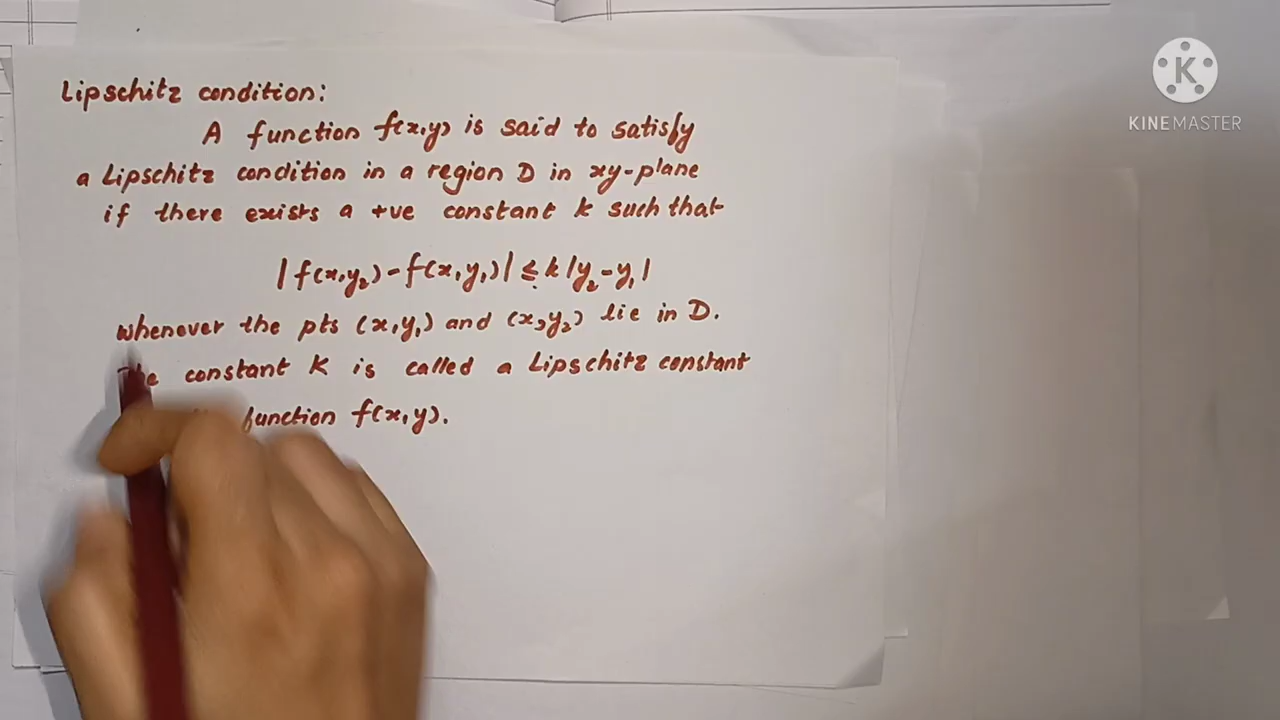 Lipschitz condition:
A function f(x,y) is said to satisfy
a Lipschitz condition in a region D in xy-plane
if there exists a +ve constant k such that
|f(x,y₂) - f(x,y₁)| ≤ k|y₂ - y₁|
whenever the pts (x,y₁) and (x,y₂) lie in D.
The constant K is called a Lipschitz constant
function f(x,y).
K
KINEMASTER